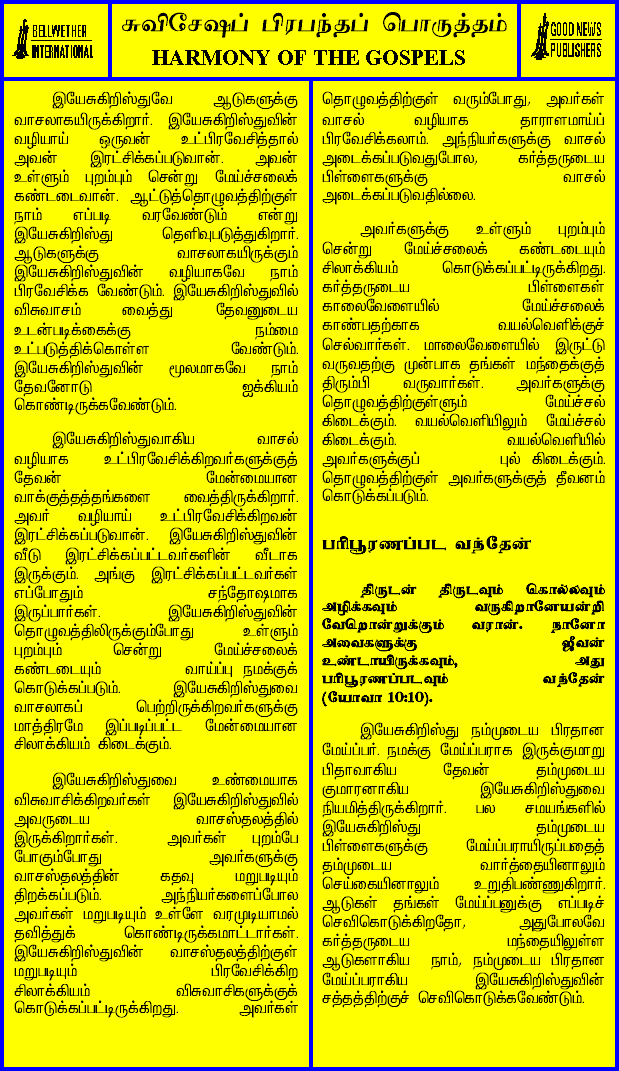 BELLWETHER
INTERNATIONAL
சுவிசேஷப் பிரபந்தப் பொருத்தம்
HARMONY OF THE GOSPELS
GOOD NEWS
PUBLISHERS
இயேசுகிறிஸ்துவே ஆடுகளுக்கு
வாசலாகயிருக்கிறார். இயேசுகிறிஸ்துவின்
வழியாய் ஒருவன் உட்பிரவேசித்தால்
அவன் இரட்சிக்கப்படுவான். அவன்
உள்ளும் புறம்பும் சென்று மேய்ச்சலைக்
கண்டடைவான். ஆட்டுத்தொழுவத்திற்குள்
நாம் எப்படி வரவேண்டும் என்று
இயேசுகிறிஸ்து தெளிவுபடுத்துகிறார்.
ஆடுகளுக்கு வாசலாகயிருக்கும்
இயேசுகிறிஸ்துவின் வழியாகவே நாம்
பிரவேசிக்க வேண்டும். இயேசுகிறிஸ்துவில்
விசுவாசம் வைத்து தேவனுடைய
உடன்படிக்கைக்கு நம்மை
உட்படுத்திக்கொள்ள வேண்டும்.
இயேசுகிறிஸ்துவின் மூலமாகவே நாம்
தேவனோடு ஐக்கியம்
கொண்டிருக்கவேண்டும்.
இயேசுகிறிஸ்துவாகிய வாசல்
வழியாக உட்பிரவேசிக்கிறவர்களுக்குத்
தேவன் மேன்மையான
வாக்குத்தத்தங்களை வைத்திருக்கிறார்.
அவர் வழியாய் உட்பிரவேசிக்கிறவன்
இரட்சிக்கப்படுவான். இயேசுகிறிஸ்துவின்
வீடு இரட்சிக்கப்பட்டவர்களின் வீடாக
இருக்கும். அங்கு இரட்சிக்கப்பட்டவர்கள்
எப்போதும் சந்தோஷமாக
இருப்பார்கள். இயேசுகிறிஸ்துவின்
தொழுவத்திலிருக்கும்போது உள்ளும்
புறம்பும் சென்று மேய்ச்சலைக்
கண்டடையும் வாய்ப்பு நமக்குக்
கொடுக்கப்படும். இயேசுகிறிஸ்துவை
வாசலாகப் பெற்றிருக்கிறவர்களுக்கு
மாத்திரமே இப்படிப்பட்ட மேன்மையான
சிலாக்கியம் கிடைக்கும்.
இயேசுகிறிஸ்துவை உண்மையாக
விசுவாசிக்கிறவர்கள் இயேசுகிறிஸ்துவில்
அவருடைய வாசஸ்தலத்தில்
இருக்கிறார்கள். அவர்கள் புறம்பே
போகும்போது அவர்களுக்கு
வாசஸ்தலத்தின் கதவு மறுபடியும்
திறக்கப்படும். அந்நியர்களைப்போல
அவர்கள் மறுபடியும் உள்ளே வரமுடியாமல்
தவித்துக் கொண்டிருக்கமாட்டார்கள்.
இயேசுகிறிஸ்துவின் வாசஸ்தலத்திற்குள்
மறுபடியும் பிரவேசிக்கிற
சிலாக்கியம் விசுவாசிகளுக்குக்
கொடுக்கப்பட்டிருக்கிறது. அவர்கள்
தொழுவத்திற்குள் வரும்போது, அவர்கள்
வாசல் வழியாக தாராளமாய்ப்
பிரவேசிக்கலாம். அந்நியர்களுக்கு வாசல்
அடைக்கப்படுவதுபோல, கர்த்தருடைய
பிள்ளைகளுக்கு வாசல்
அடைக்கப்படுவதில்லை.
அவர்களுக்கு உள்ளும் புறம்பும்
சென்று மேய்ச்சலைக் கண்டடையும்
சிலாக்கியம் கொடுக்கப்பட்டிருக்கிறது.
கர்த்தருடைய பிள்ளைகள்
காலைவேளையில் மேய்ச்சலைக்
காண்பதற்காக வயல்வெளிக்குச்
செல்வார்கள். மாலைவேளையில் இருட்டு
வருவதற்கு முன்பாக தங்கள் மந்தைக்குத்
திரும்பி வருவார்கள். அவர்களுக்கு
தொழுவத்திற்குள்ளும் மேய்ச்சல்
கிடைக்கும். வயல்வெளியிலும் மேய்ச்சல்
கிடைக்கும். வயல்வெளியில்
அவர்களுக்குப் புல் கிடைக்கும்.
தொழுவத்திற்குள் அவர்களுக்குத் தீவனம்
கொடுக்கப்படும்.
பரிபூரணப்பட வந்தேன்
திருடன் திருடவும் கொல்லவும்
அழிக்கவும் வருகிறானேயன்றி
வேறொன்றுக்கும் வரான். நானோ
அவைகளுக்கு ஜீவன்
உண்டாயிருக்கவும், அது
பரிபூரணப்படவும் வந்தேன்
(யோவா 10:10).
இயேசுகிறிஸ்து நம்முடைய பிரதான
மேய்ப்பர். நமக்கு மேய்ப்பராக இருக்குமாறு
பிதாவாகிய தேவன் தம்முடைய
குமாரனாகிய இயேசுகிறிஸ்துவை
நியமித்திருக்கிறார். பல சமயங்களில்
இயேசுகிறிஸ்து தம்முடைய
பிள்ளைகளுக்கு மேய்ப்பராயிருப்பதைத்
தம்முடைய வார்த்தையினாலும்
செய்கையினாலும் உறுதிபண்ணுகிறார்.
ஆடுகள் தங்கள் மேய்ப்பனுக்கு எப்படிச்
செவிகொடுக்கிறதோ, அதுபோலவே
கர்த்தருடைய மந்தையிலுள்ள
ஆடுகளாகிய நாம், நம்முடைய பிரதான
மேய்ப்பராகிய இயேசுகிறிஸ்துவின்
சத்தத்திற்குச் செவிகொடுக்கவேண்டும்.